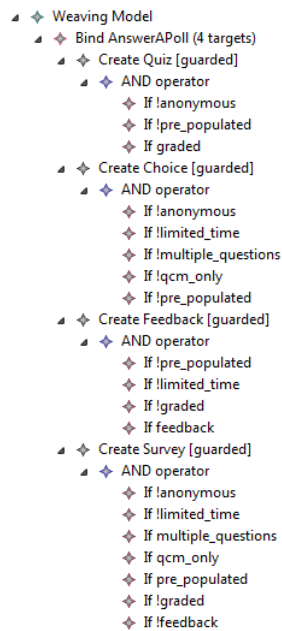 Weaving Model
Bind AnswerAPoll (4 targets)
Create Quiz [guarded]
AND operator
If !anonymous
If !pre_populated
If graded
Create Choice [guarded]
AND operator
If !anonymous
If !limited_time
If !multiple_questions
If !qcm_only
If !pre_populated
Create Feedback [guarded]
AND operator
If !pre_populated
If !limited_time
If !graded
If feedback
Create Survey [guarded]
AND operator
If !anonymous
If !limited_time
If multiple_questions
If qcm_only
If pre_populated
If !graded
If !feedback